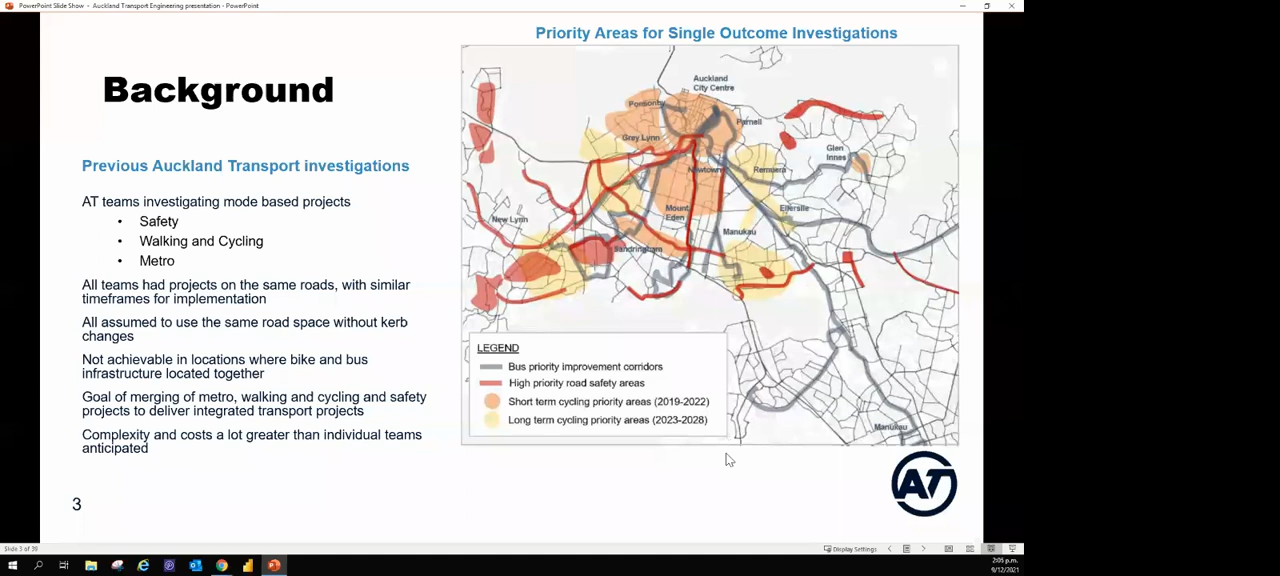 PowerPoint Slide Show - Auckland Transport Engineering presentation - PowerPoint
Priority Areas for Single Outcome Investigations
Background
Previous Auckland Transport investigations
AT teams investigating mode based projects
• Safety
• Walking and Cycling
• Metro
All teams had projects on the same roads, with similar
timeframes for implementation
All assumed to use the same road space without kerb
changes
Not achievable in locations where bike and bus
infrastructure located together
Goal of merging of metro, walking and cycling and safety
projects to deliver integrated transport projects
Complexity and costs a lot greater than individual teams
anticipated
3
Auckland
City Centre
Ponsonby
Parnell
Grey Lynn
Glen
Innes
Newtown
Remuera
New Lynn
Mount
Eden
Ellerslie
Manukau
Sandringham
LEGEND
Bus priority improvement corridors
High priority road safety areas
Short term cycling priority areas (2019-2022)
Long term cycling priority areas (2023-2028)
Manukau
AT
Slide 3 of 39
Display Settings
2:05 p.m.
9/12/2021